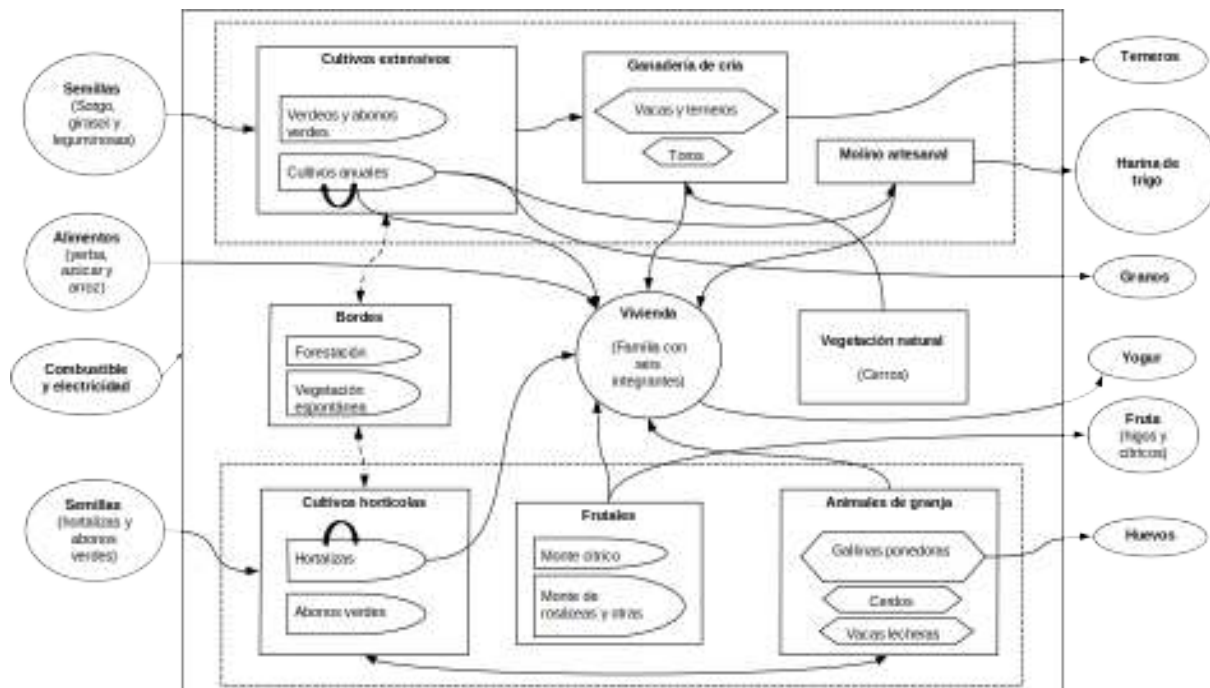 Semillas
(Sorgo,
girasol y
leguminosas)
Alimentos
(yerba,
azúcar y
arroz)
Combustible
y electricidad
Semillas
(hortalizas y
abonos
verdes)
Cultivos extensivos
Verdeos y abonos
verdes
Cultivos anuales
Ganadería de cría
Vacas y terneros
Toros
Molino artesanal
Bordes
Forestación
Vegetación
espontánea
Vivienda
(Familia con
seis
integrantes)
Vegetación natural
(Cerros)
Cultivos hortícolas
Hortalizas
Abonos verdes
Frutales
Monte cítrico
Monte de
rosáceas y otras
Animales de granja
Gallinas ponedoras
Cerdos
Vacas lecheras
Terneros
Harina de
trigo
Granos
Yogur
Fruta
(higos y
cítricos)
Huevos